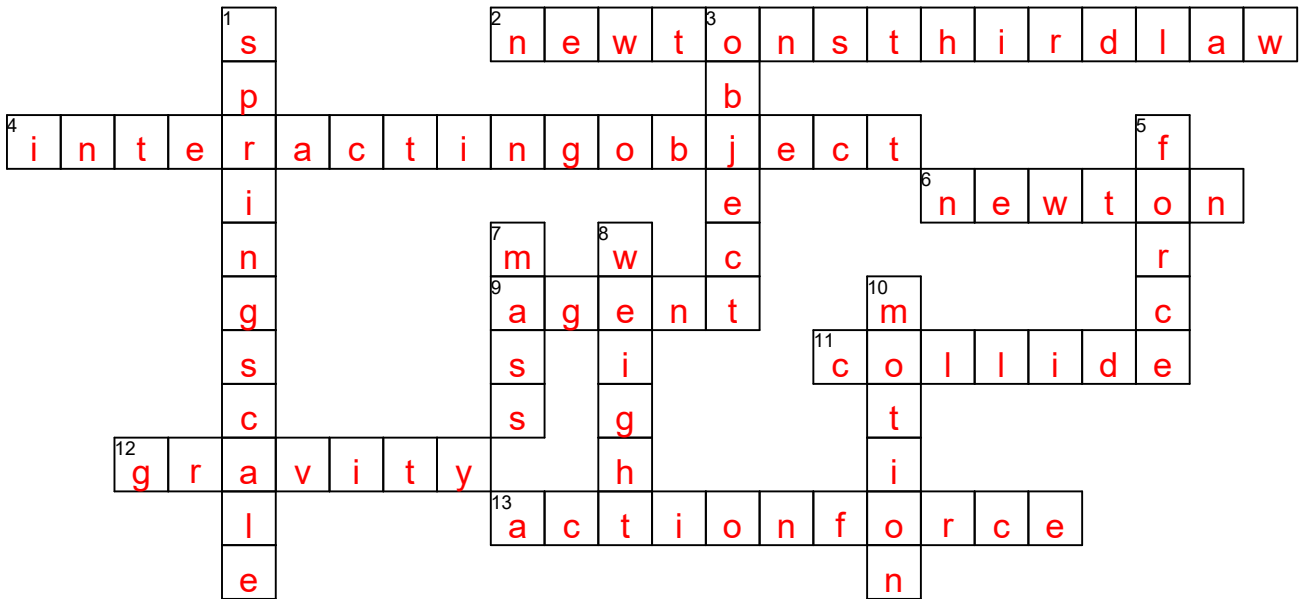 1 s 2 n e w t 3 o n s t h i r d l a w
p b
4 i n t e r a c t i n g o b j e c t 5 f
i e 6 n e w t o n
n 7 m 8 w c r
g 9 a g e n t 10 m c
s s i 11 c o l l i d e
c s g t
12 g r a v i t y h i
l 13 a c t i o n f o r c e
e n